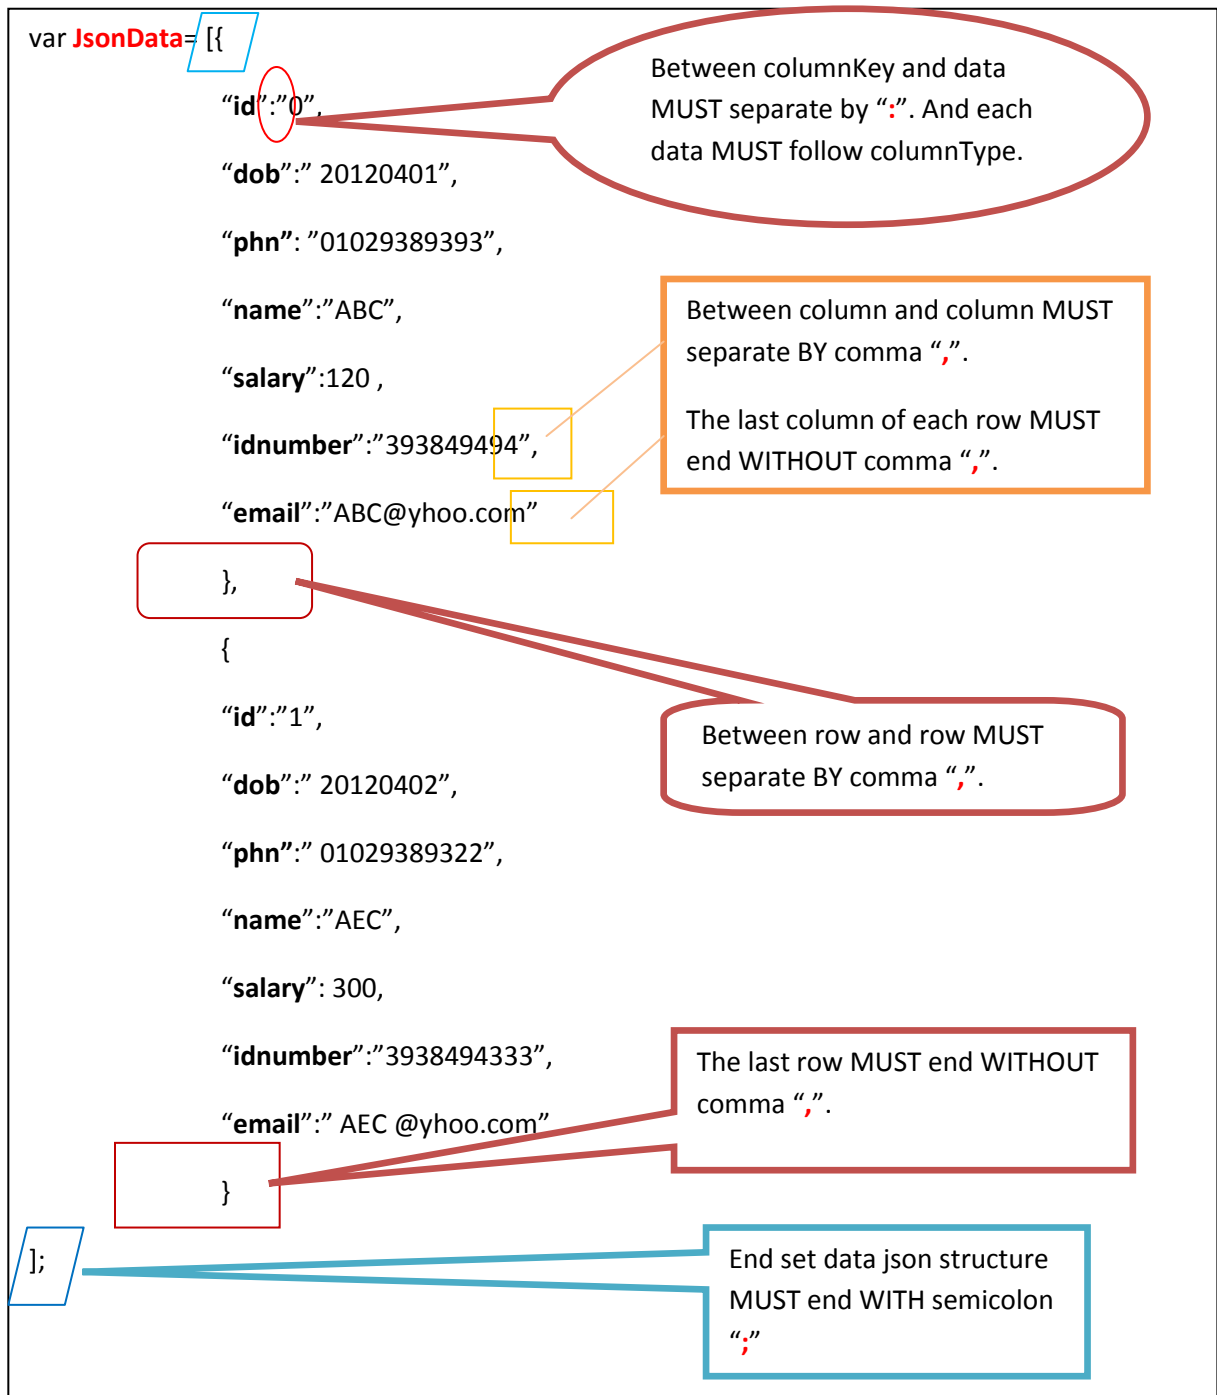 var JsonData= [{
“id”:”0”,
“dob”:” 20120401”,
“phn”: “01029389393”,
“name”:”ABC”,
“salary”:120 ,
“idnumber”:”393849494”,
“email”:”ABC@yhoo.com”
},
{
“id”:”1”,
“dob”:” 20120402”,
“phn”:” 01029389322”,
“name”:”AEC”,
“salary”: 300,
“idnumber”:”3938494333”,
“email”:” AEC @yhoo.com”
}
];
Between columnKey and data
MUST separate by “:”. And each
data MUST follow columnType.
Between column and column MUST
separate BY comma “,”.
The last column of each row MUST
end WITHOUT comma “,”.
Between row and row MUST
separate BY comma “,”.
The last row MUST end WITHOUT
comma “,”.
End set data json structure
MUST end WITH semicolon
“;”